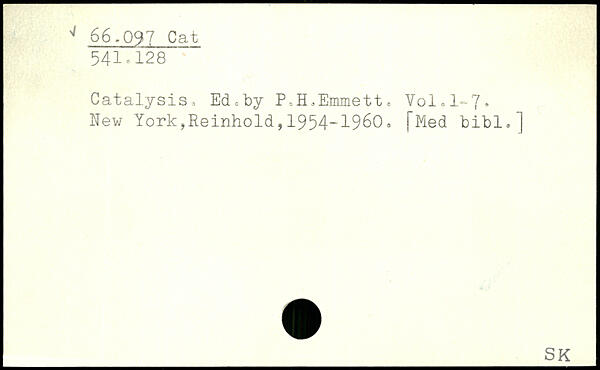 √ 66.097 Cat
541.128
Catalysis. Ed.by P.H.Emmett. Vol.1-7.
New York,Reinhold,1954-1960. [Med bibl.]
SK